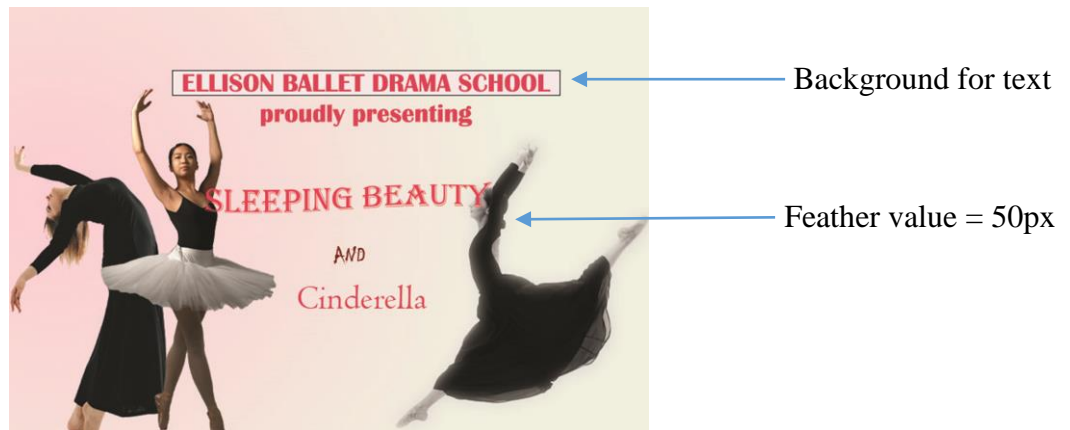 ELLISON BALLET DRAMA SCHOOL
proudly presenting
SLEEPING BEAUTY
AND
Cinderella
Background for text
Feather value = 50px